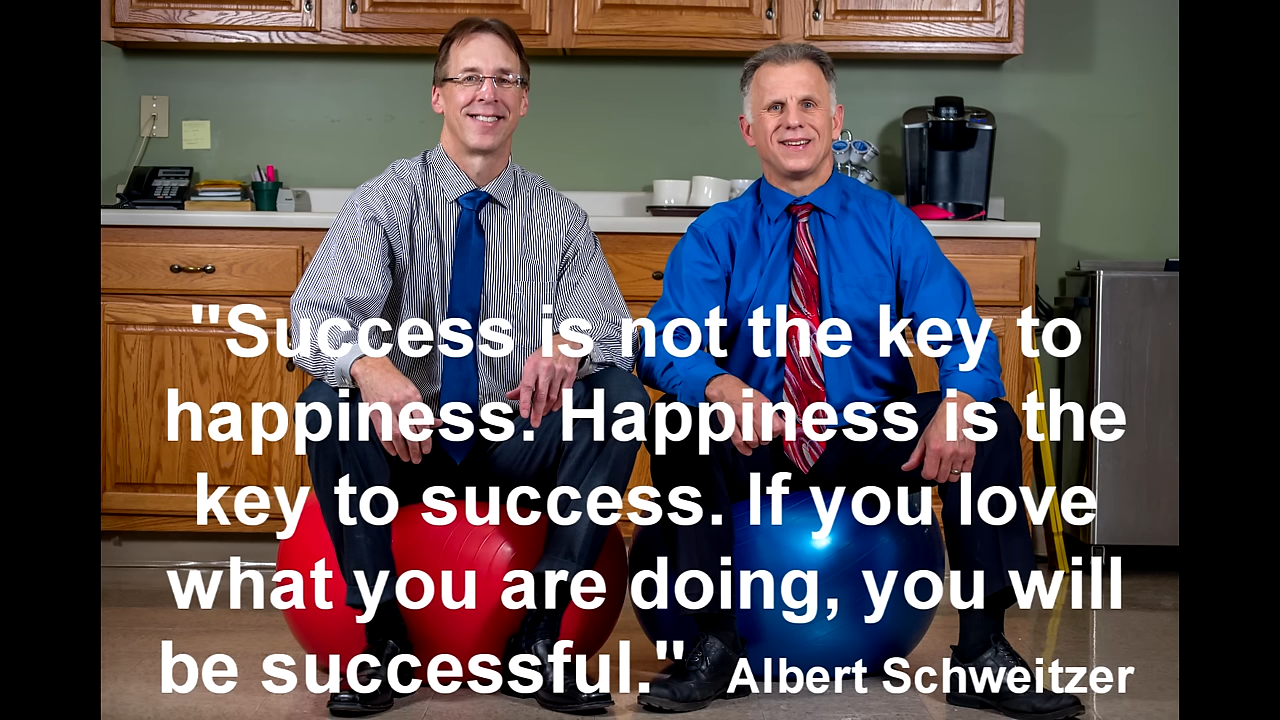 "Success is not the key to
happiness. Happiness is the
key to success. If you love
what you are doing, you will
be successful." Albert Schweitzer